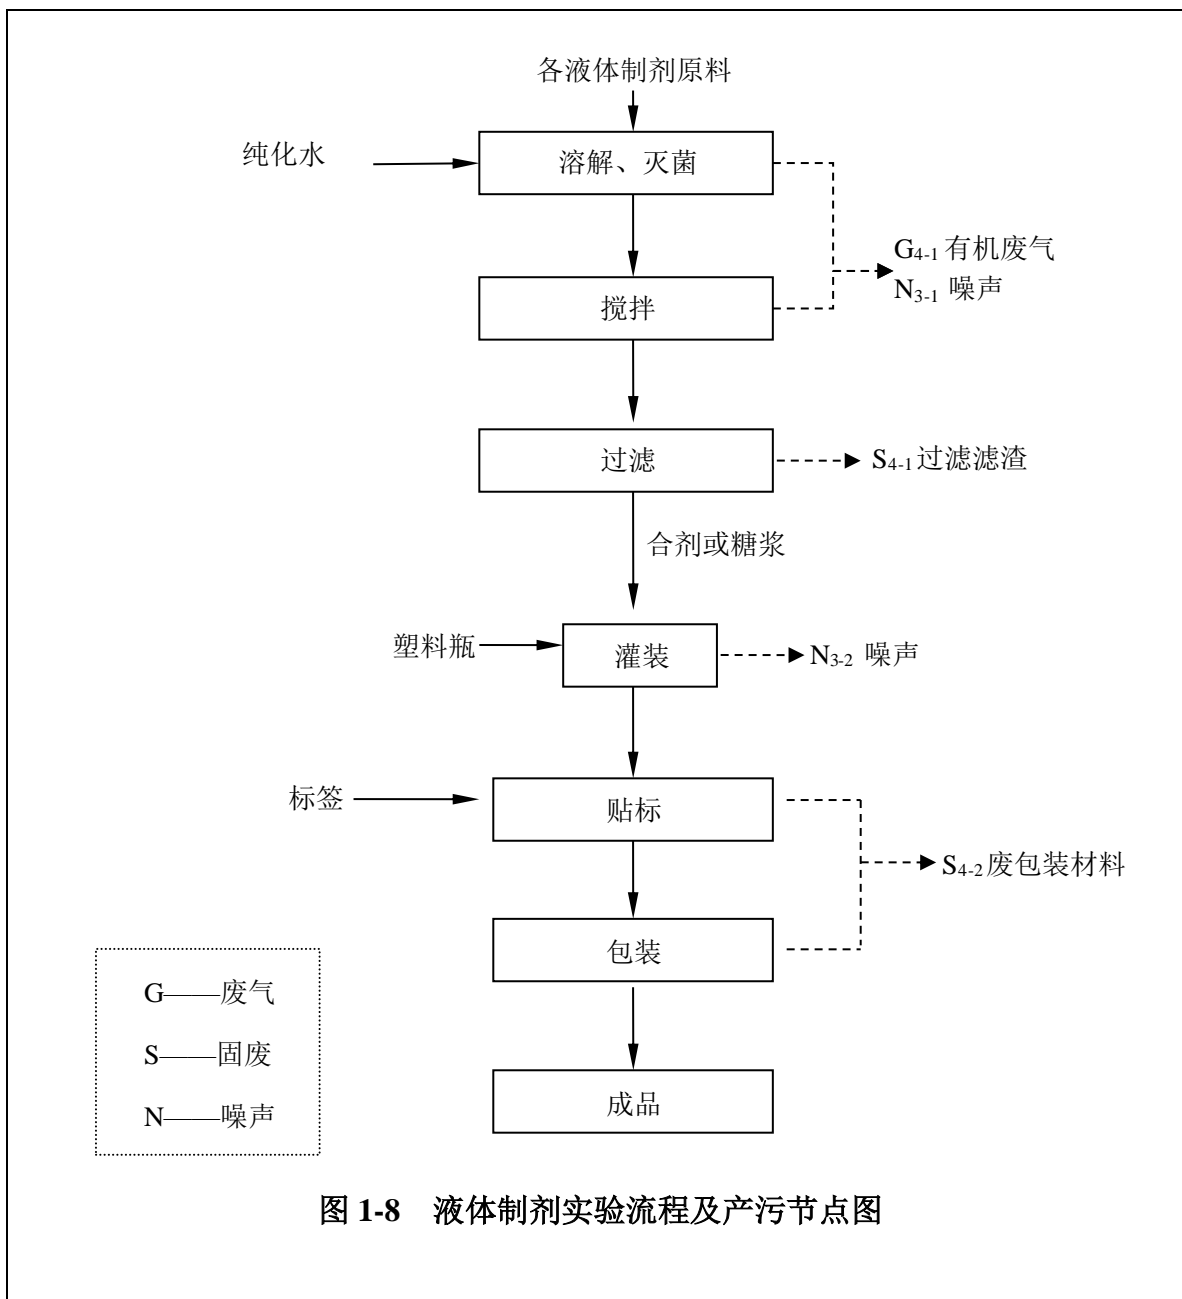 各液体制剂原料
纯化水
溶解、灭菌
G4-1 有机废气
N3-1 噪声
搅拌
过滤
S4-1 过滤滤渣
合剂或糖浆
塑料瓶
灌装
N3-2 噪声
标签
贴标
S4-2 废包装材料
包装
G——废气
S——固废
N——噪声
成品
图 1-8 液体制剂实验流程及产污节点图